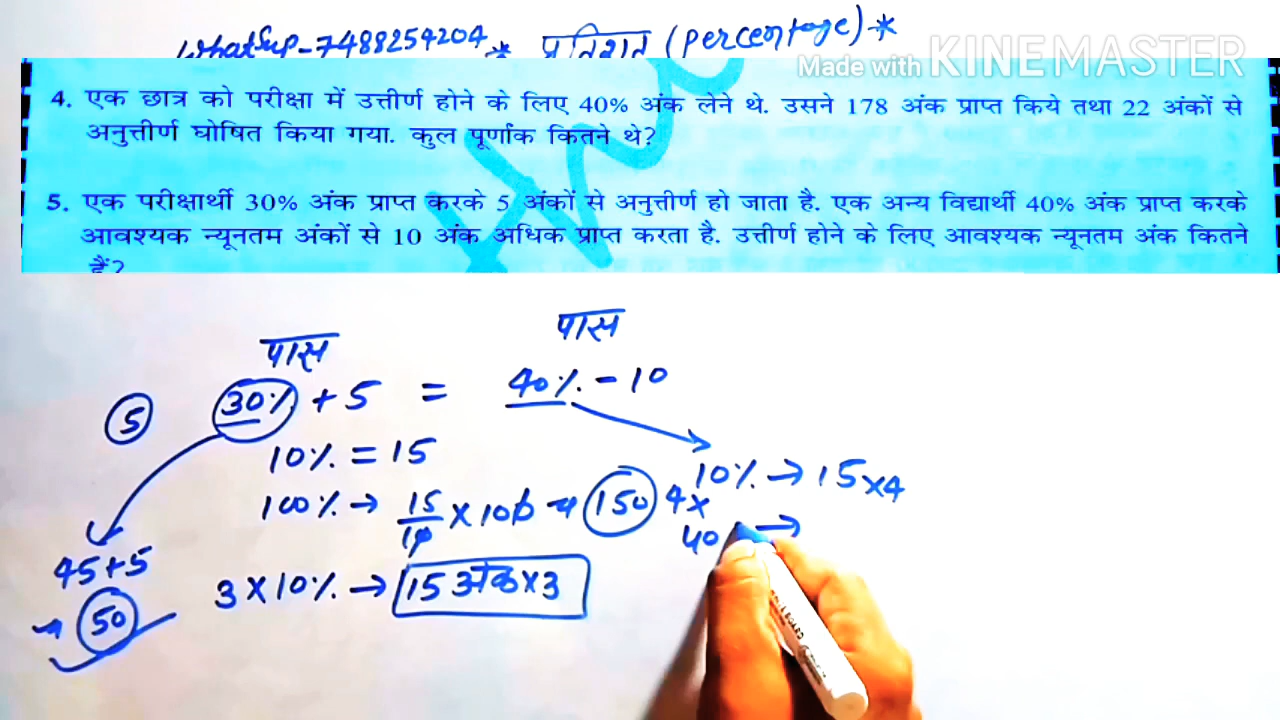 WhatSup-7488254204 * प्रतिशत (percentage) *
Made with KINEMASTER
4. एक छात्र को परीक्षा में उत्तीर्ण होने के लिए 40% अंक लेने थे. उसने 178 अंक प्राप्त किये तथा 22 अंकों से
अनुत्तीर्ण घोषित किया गया. कुल पूर्णांक कितने थे?
5. एक परीक्षार्थी 30% अंक प्राप्त करके 5 अंकों से अनुत्तीर्ण हो जाता है. एक अन्य विद्यार्थी 40% अंक प्राप्त करके
आवश्यक न्यूनतम अंकों से 10 अंक अधिक प्राप्त करता है. उत्तीर्ण होने के लिए आवश्यक न्यूनतम अंक कितने
हैं?
पास पास
5 30% + 5 = 40% - 10
10% = 15
10% → 15 x4
100% → 15/10 × 100 → 150
4x
40 →
45+5
3 × 10% → 15 अंक × 3
→ 50